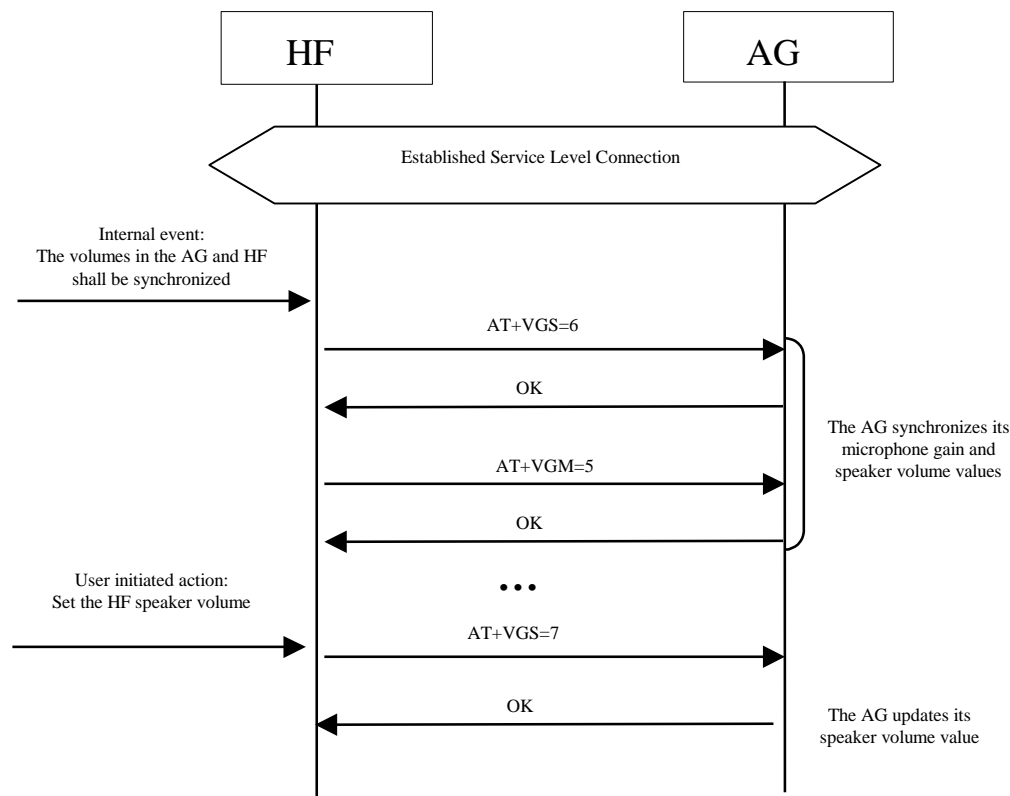 HF
AG
Established Service Level Connection
Internal event:
The volumes in the AG and HF
shall be synchronized
AT+VGS=6
OK
The AG synchronizes its
microphone gain and
speaker volume values
AT+VGM=5
OK
...
User initiated action:
Set the HF speaker volume
AT+VGS=7
OK
The AG updates its
speaker volume value